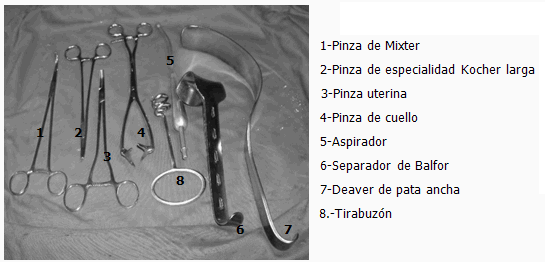 1
2
3
4
5
6
7
8
1-Pinza de Mixter
2-Pinza de especialidad Kocher larga
3-Pinza uterina
4-Pinza de cuello
5-Aspirador
6-Separador de Balfor
7-Deaver de pata ancha
8.-Tirabuzón